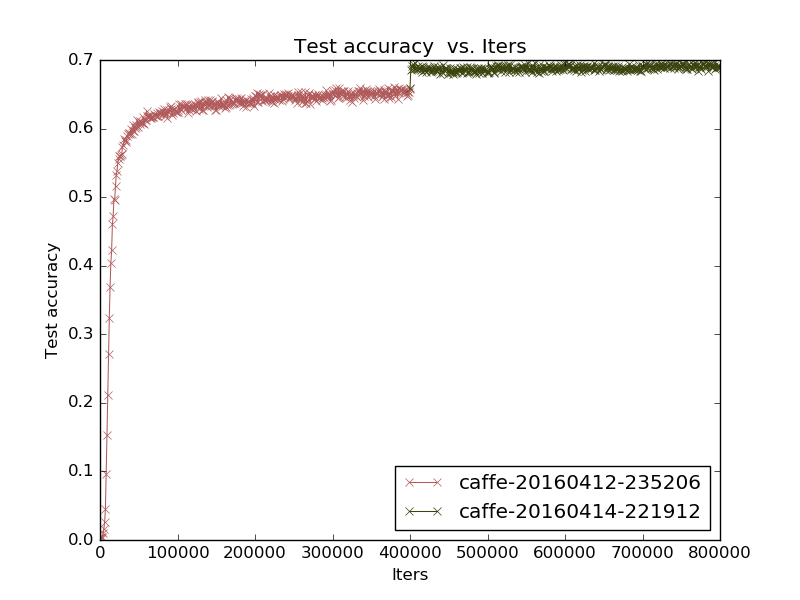 Test accuracy  vs. Iters
0.7
0.6
0.5
0.4
0.3
0.2
0.1
0.0
Test accuracy
caffe-20160412-235206
caffe-20160414-221912
0 100000 200000 300000 400000 500000 600000 700000 800000
Iters